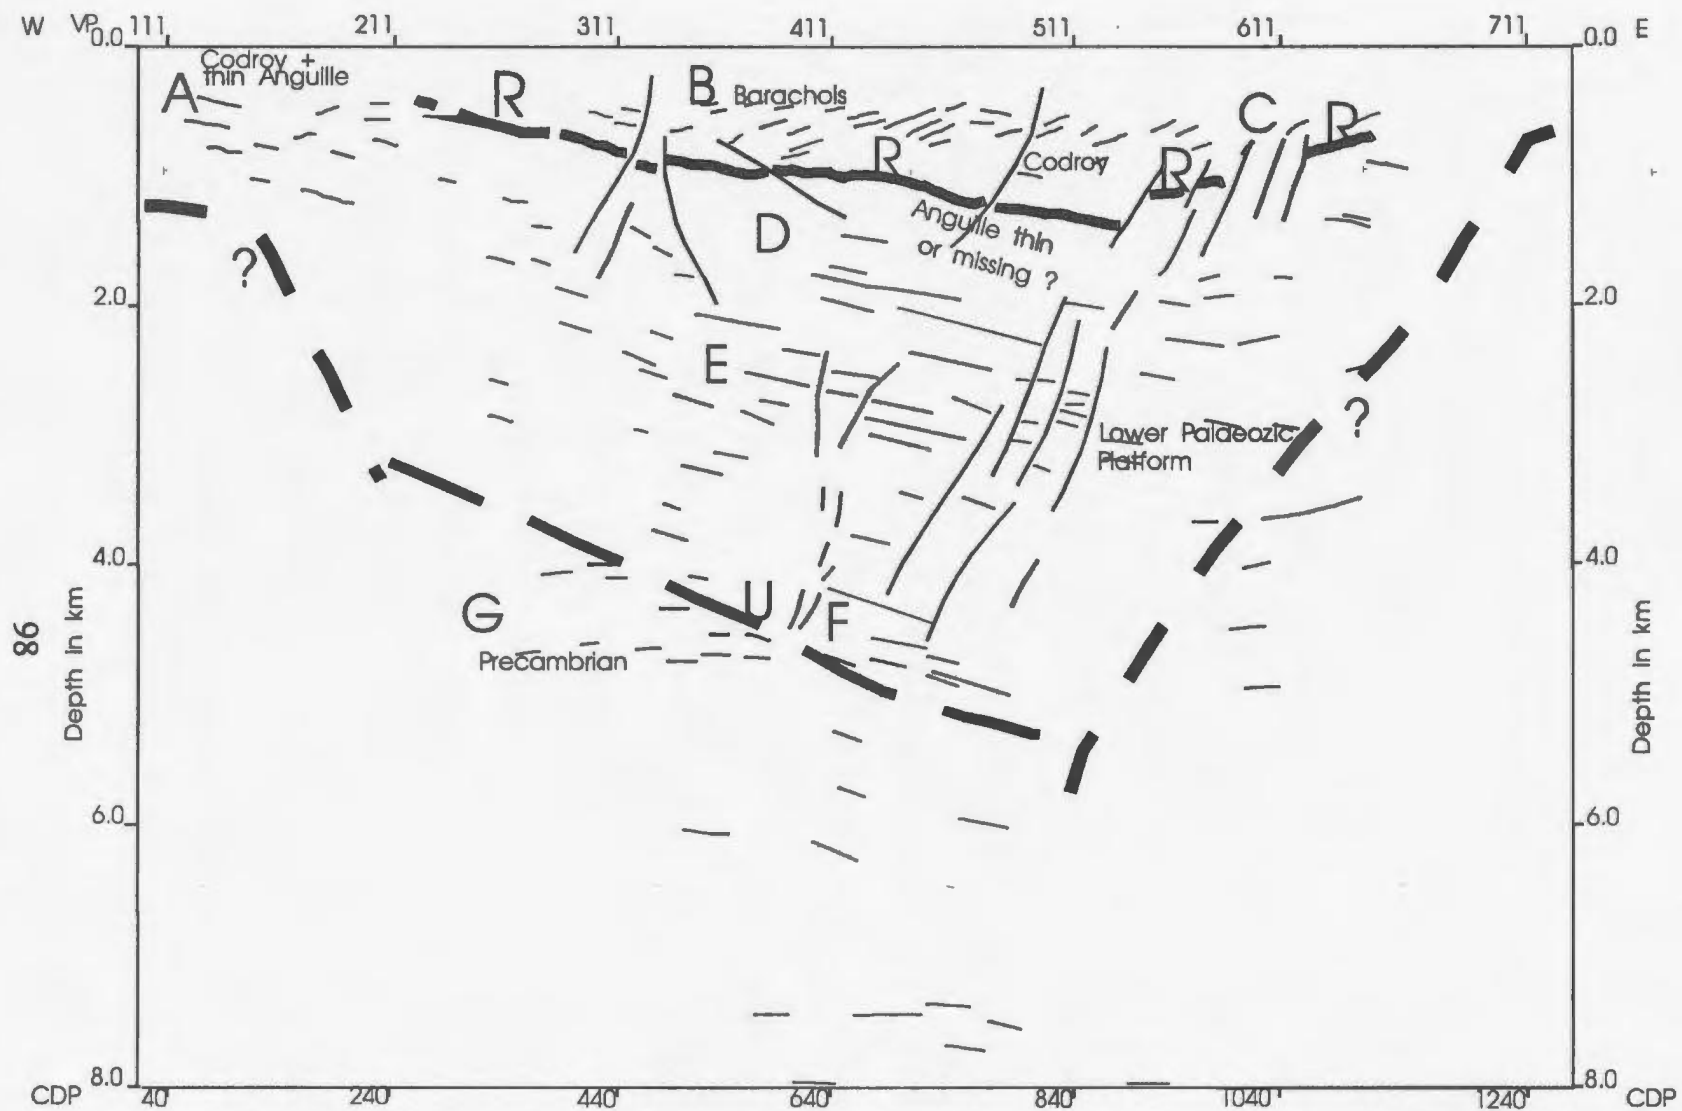 W VP 111 211 311 411 511 611 711 E
0.0 0.0
Codroy +
thin Anguille
A R B Barachols C R
R Codroy R
D Anguille thin
or missing ?
? 2.0 2.0
E
?
Lower Palaeozic
Platform
4.0 4.0
G U F
Precambrian
86
Depth in km
Depth in km
6.0 6.0
8.0 8.0
CDP 40 240 440 640 840 1040 1240 CDP